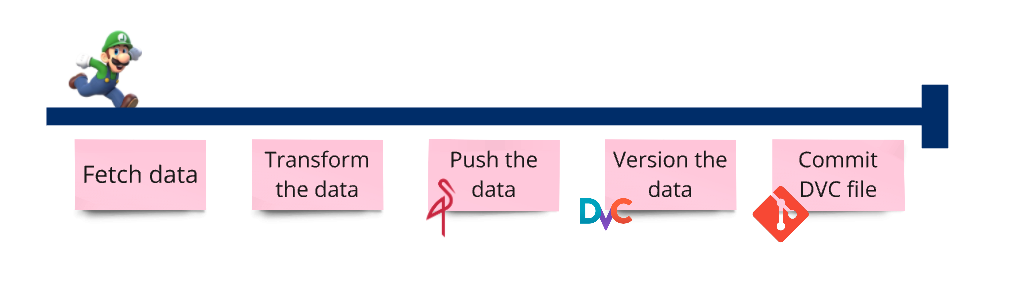 Fetch data
Transform
the data
Push the
data
Version the
data
Commit
DVC file
DVC